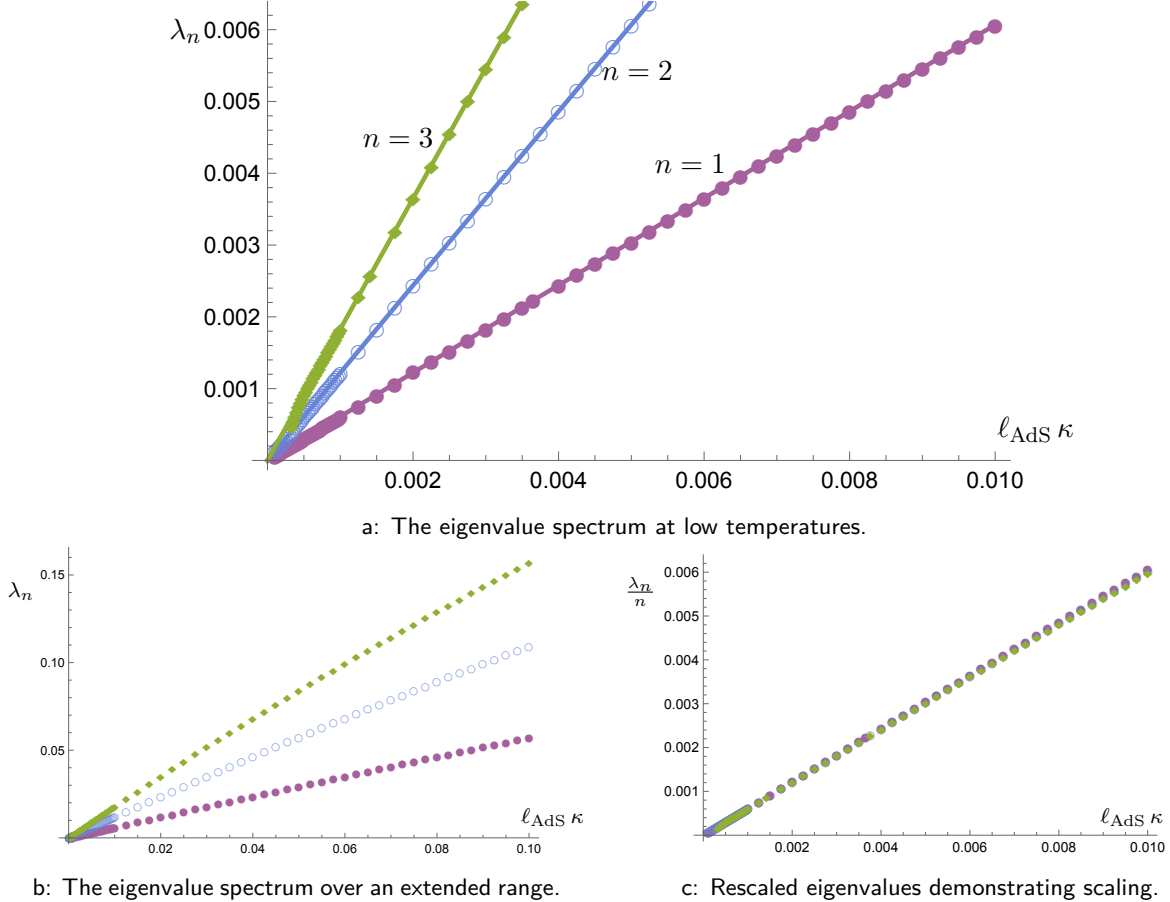 λₙ
0.006
0.005
0.004
0.003
0.002
0.001
n = 3
n = 2
n = 1
ℓAdS κ
0.002 0.004 0.006 0.008 0.010
a: The eigenvalue spectrum at low temperatures.
λₙ
0.15
0.10
0.05
ℓAdS κ
0.02 0.04 0.06 0.08 0.10
b: The eigenvalue spectrum over an extended range.
λₙ/n
0.006
0.005
0.004
0.003
0.002
0.001
ℓAdS κ
0.002 0.004 0.006 0.008 0.010
c: Rescaled eigenvalues demonstrating scaling.